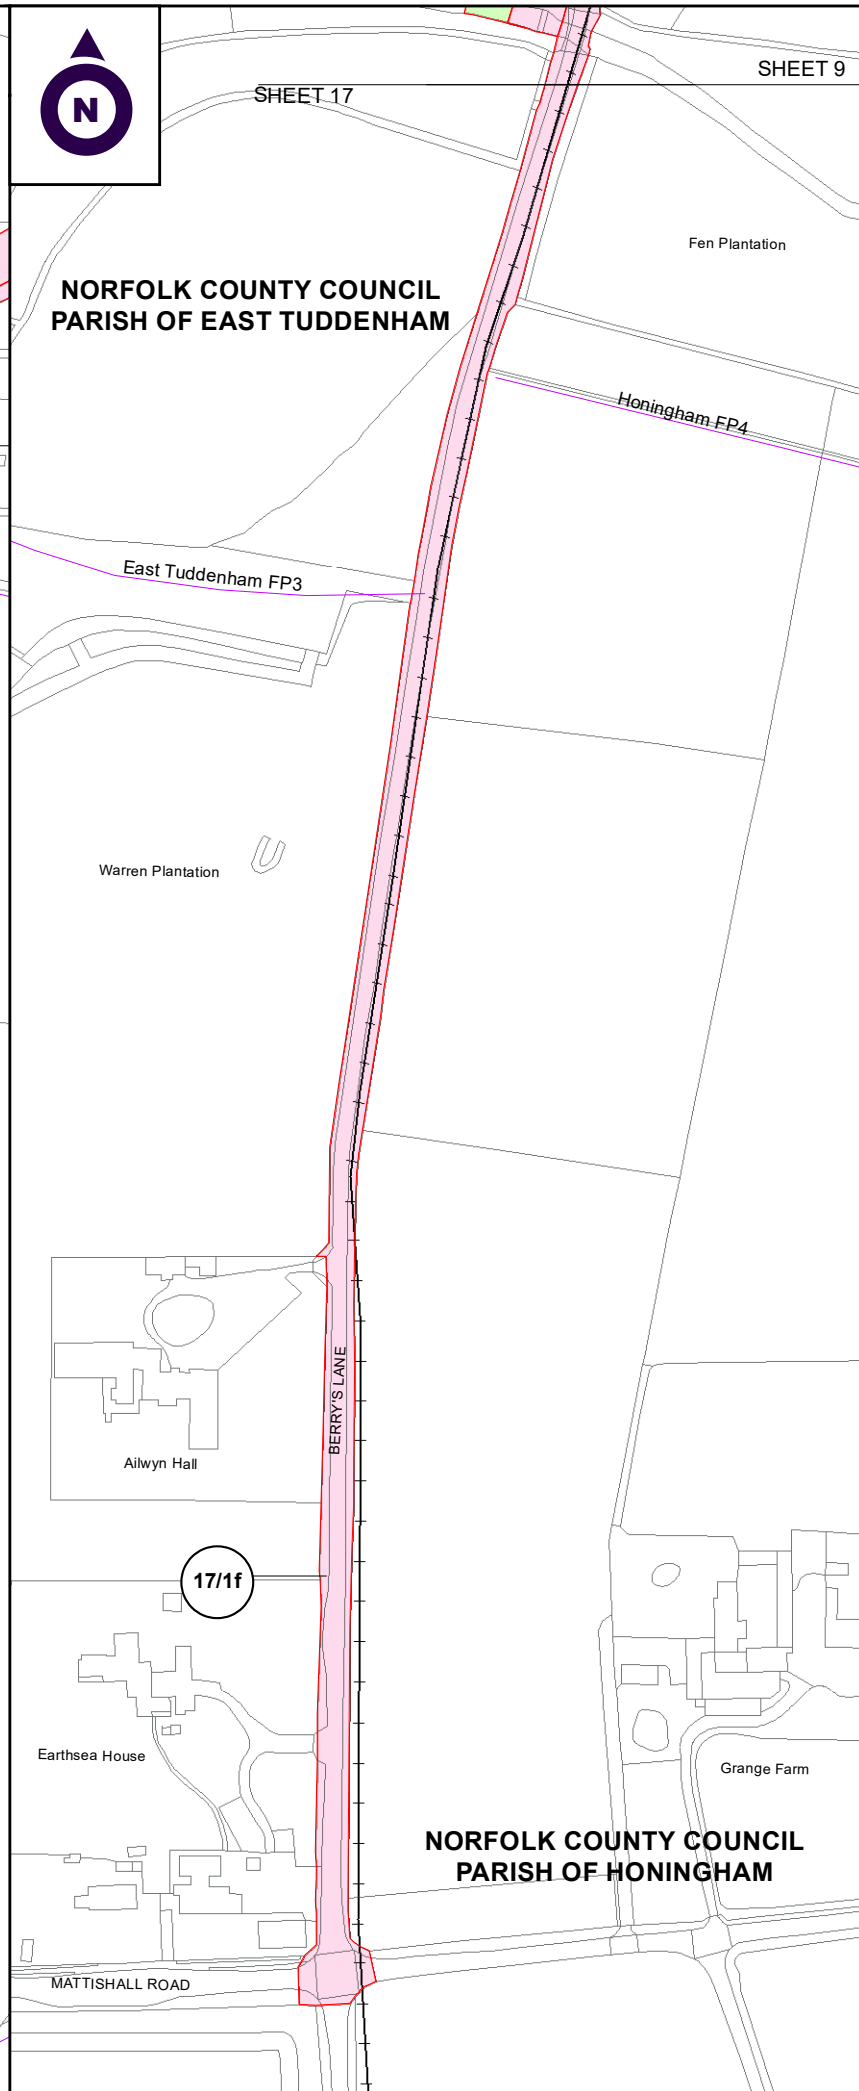 N
SHEET 9
SHEET 17
Fen Plantation
NORFOLK COUNTY COUNCIL
PARISH OF EAST TUDDENHAM
Honingham FP4
East Tuddenham FP3
Warren Plantation
BERRY'S LANE
Ailwyn Hall
17/1f
Earthsea House
Grange Farm
NORFOLK COUNTY COUNCIL
PARISH OF HONINGHAM
MATTISHALL ROAD